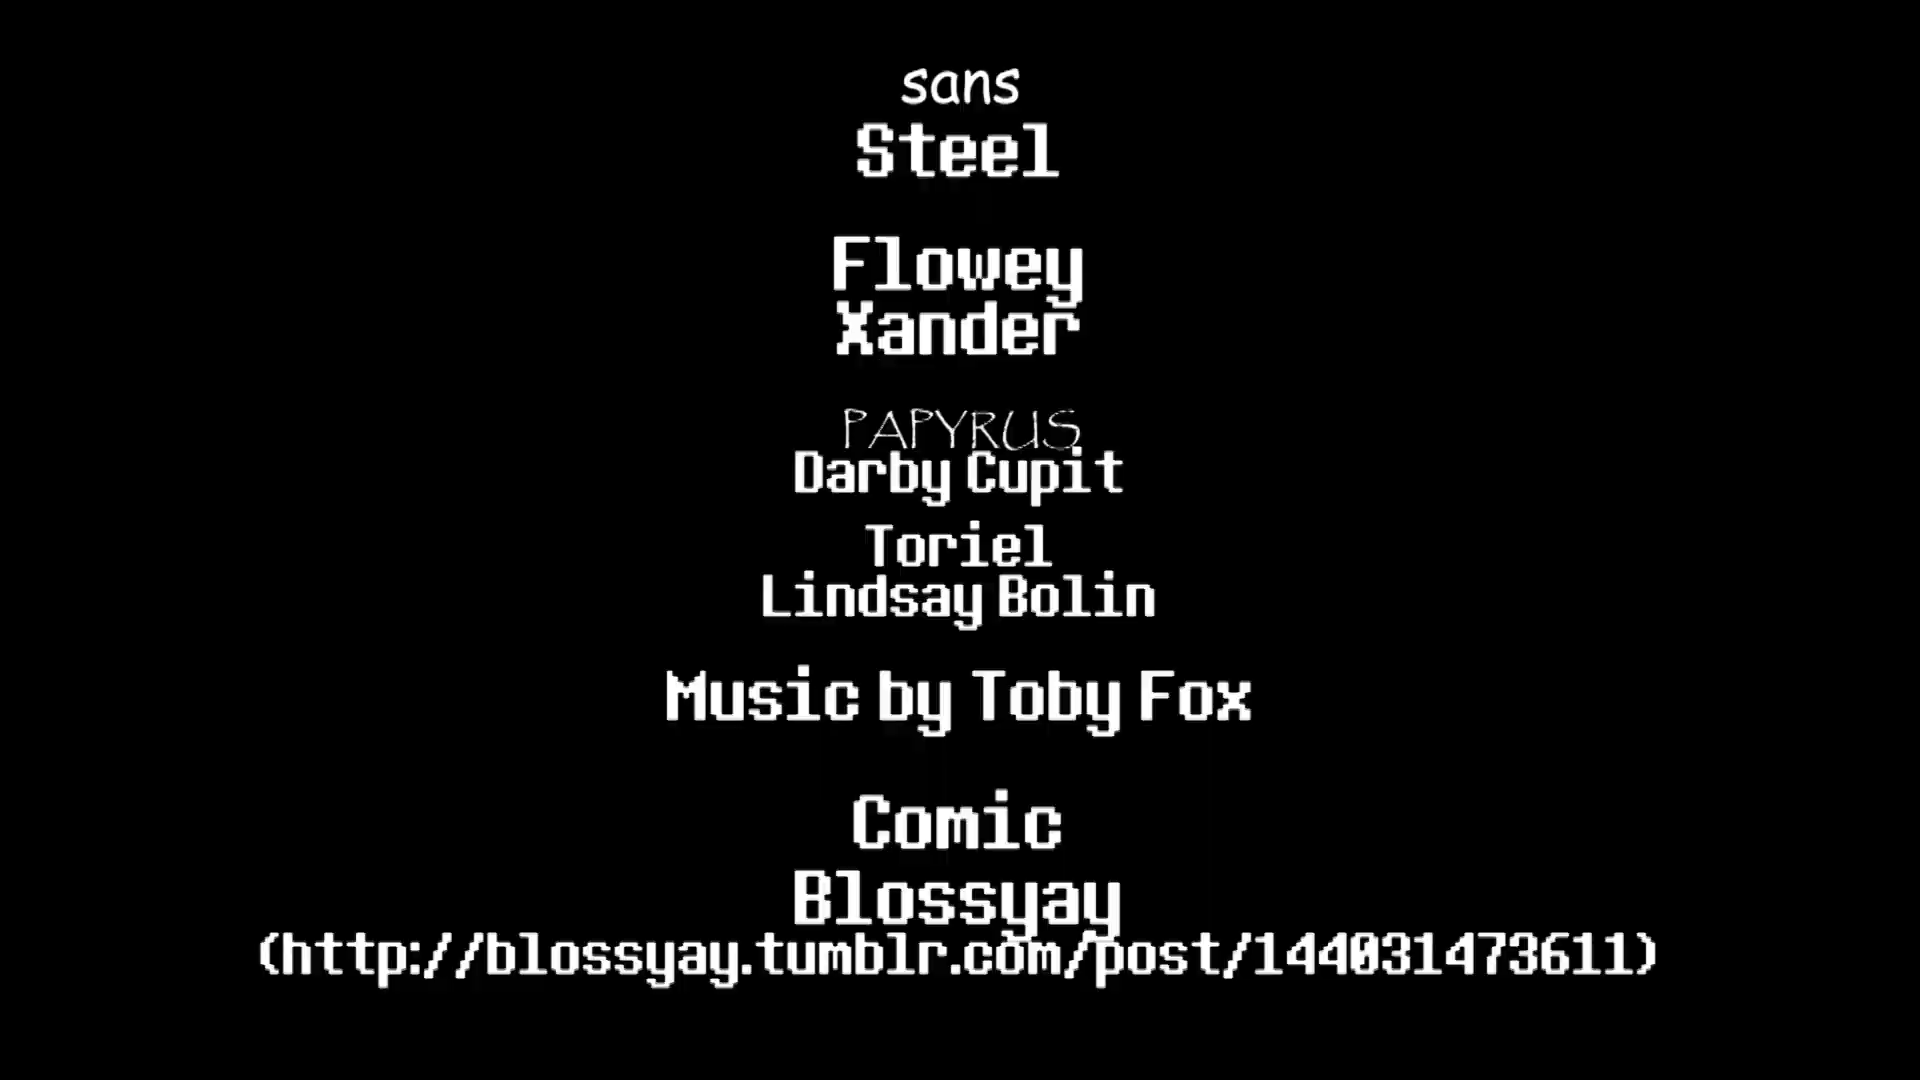 sans
Steel
Flowey
Xander
PAPYRUS
Darby Cupit
Toriel
Lindsay Bolin
Music by Toby Fox
Comic
Blossyay
(http://blossyay.tumblr.com/post/144031473611)